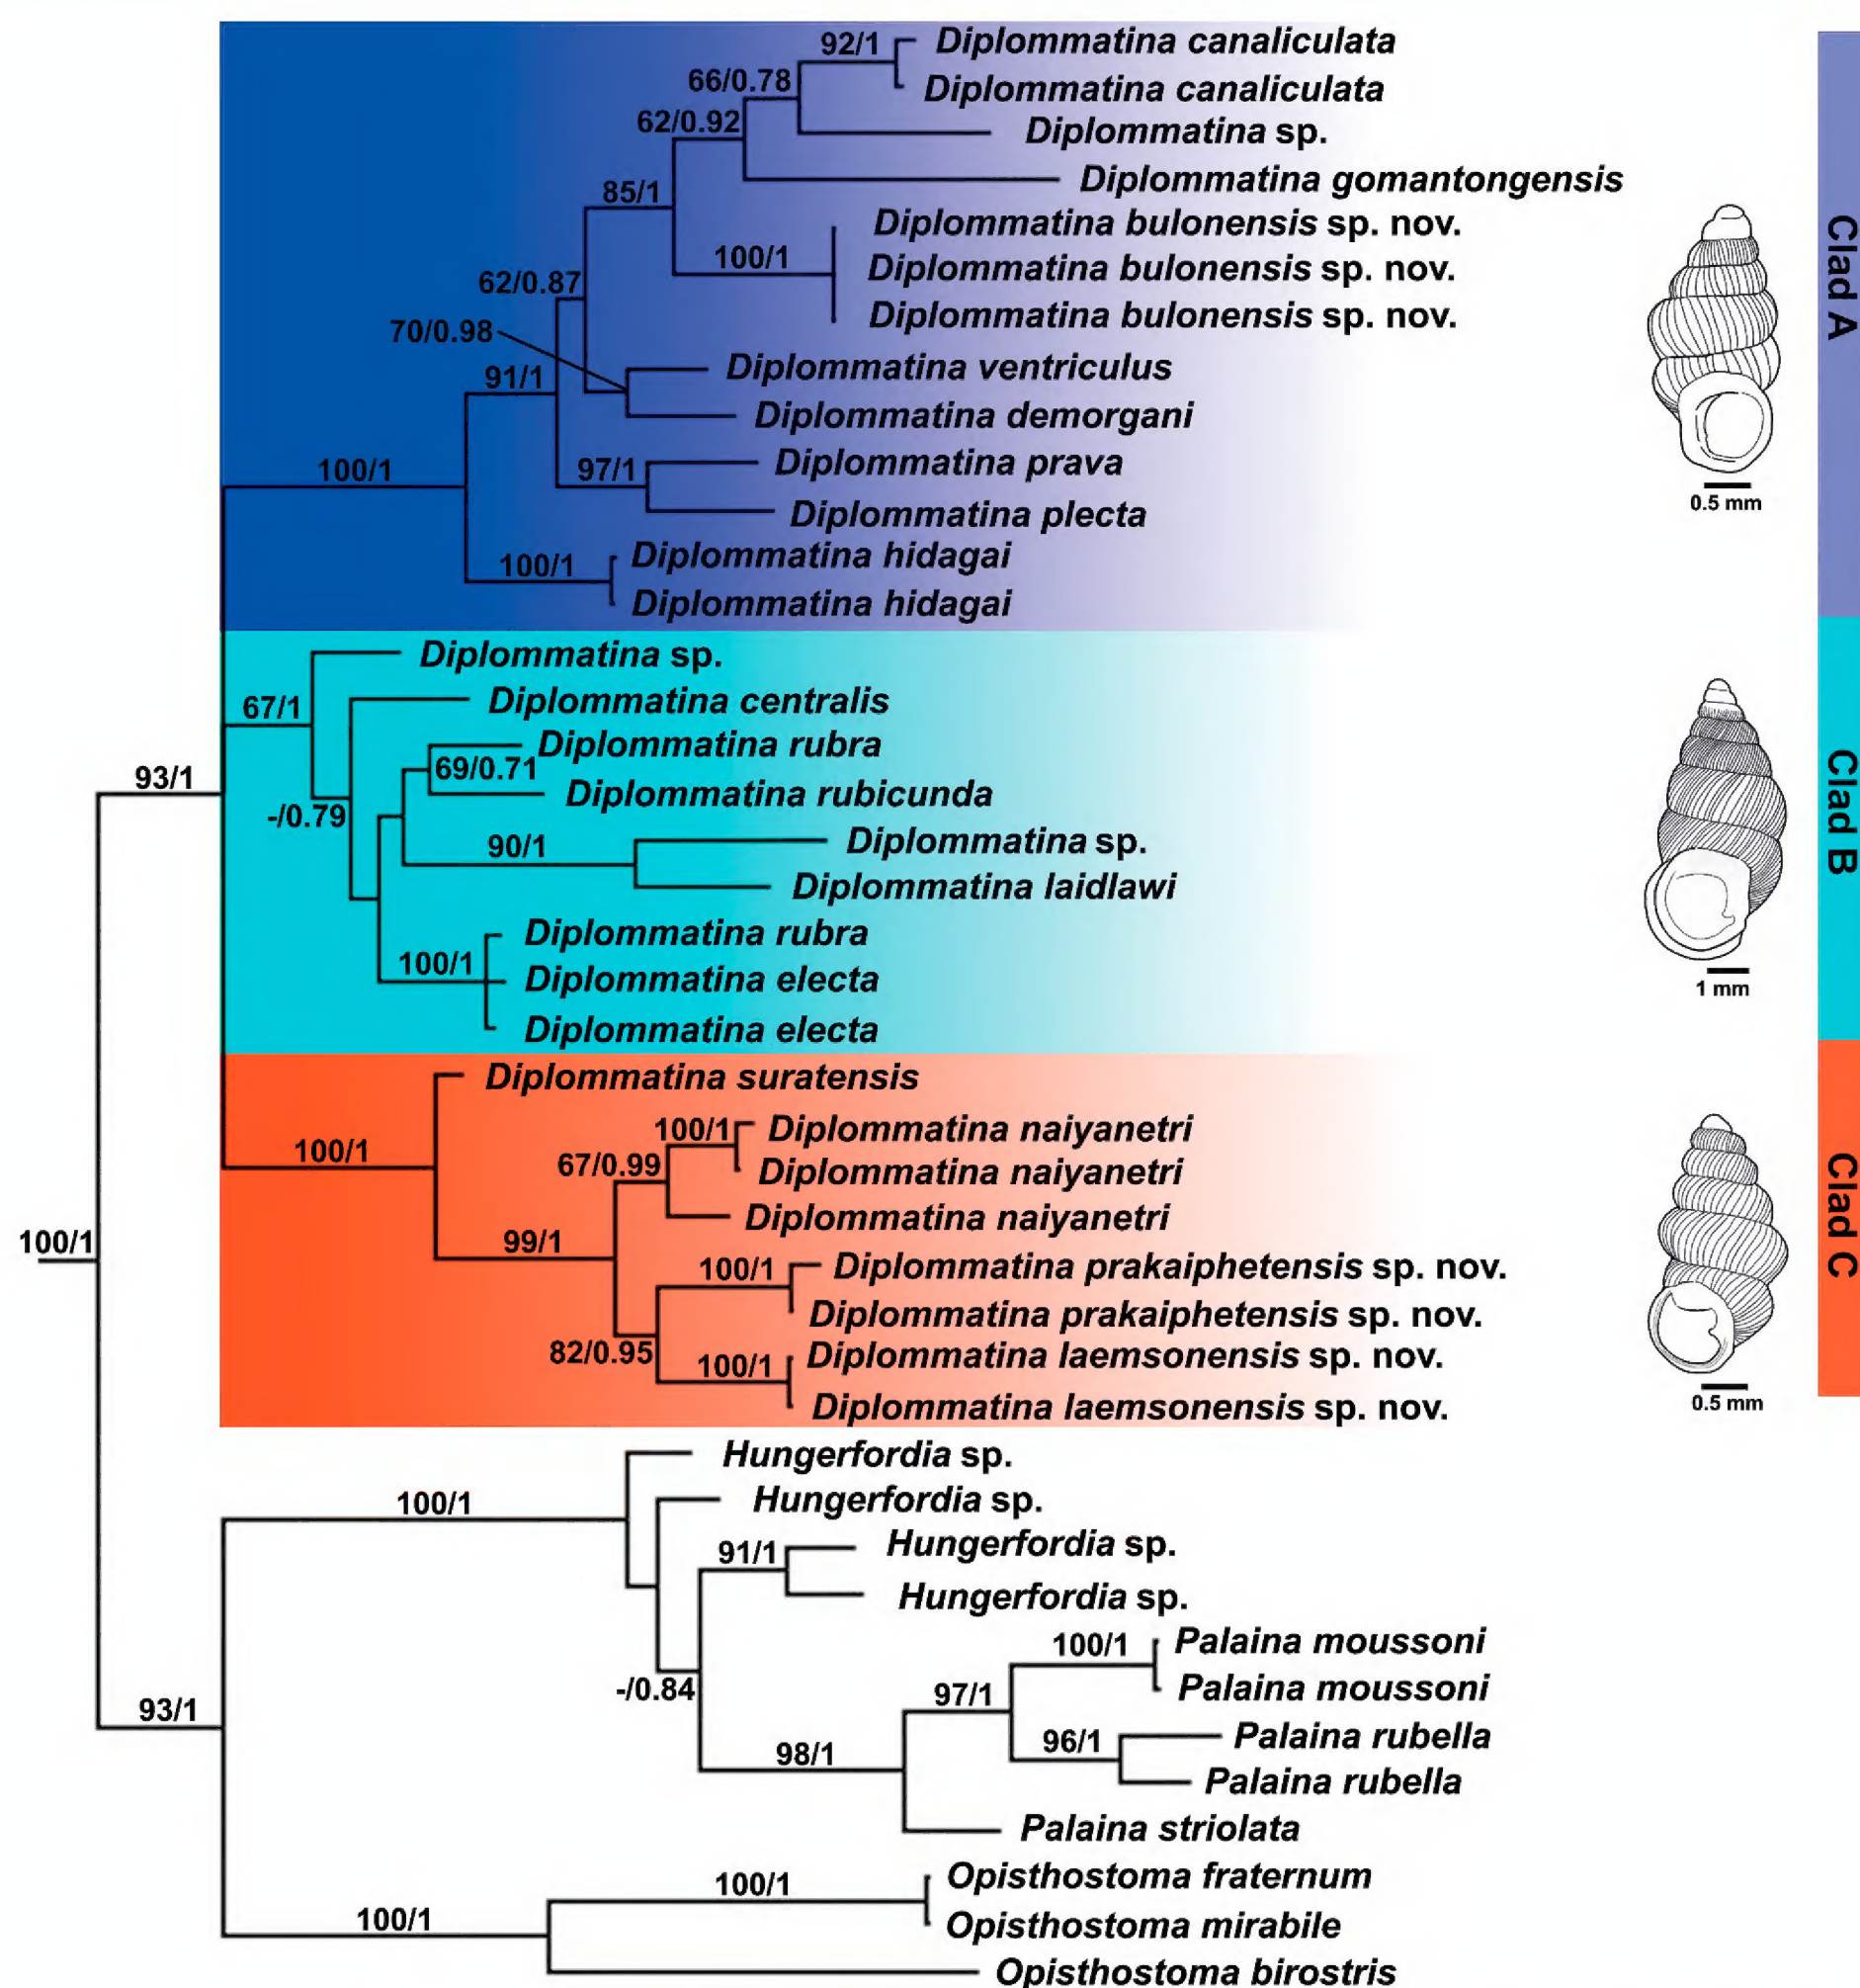 92/1
Diplommatina canaliculata
66/0.78
Diplommatina canaliculata
62/0.92
Diplommatina sp.
Diplommatina gomantongensis
85/1
Diplommatina bulonensis sp. nov.
100/1
Diplommatina bulonensis sp. nov.
62/0.87
Diplommatina bulonensis sp. nov.
70/0.98
Diplommatina ventriculus
91/1
Diplommatina demorgani
100/1
97/1
Diplommatina prava
Diplommatina plecta
100/1
Diplommatina hidagai
Diplommatina hidagai
0.5 mm
Clad A
Diplommatina sp.
67/1
Diplommatina centralis
93/1
Diplommatina rubra
69/0.71
Diplommatina rubicunda
-/0.79
90/1
Diplommatina sp.
Diplommatina laidlawi
Diplommatina rubra
100/1
Diplommatina electa
Diplommatina electa
1 mm
Clad B
Diplommatina suratensis
100/1
100/1
Diplommatina naiyanetri
67/0.99
Diplommatina naiyanetri
Diplommatina naiyanetri
100/1
99/1
100/1
Diplommatina prakaiphetensis sp. nov.
Diplommatina prakaiphetensis sp. nov.
82/0.95
100/1
Diplommatina laemsonensis sp. nov.
Diplommatina laemsonensis sp. nov.
0.5 mm
Clad C
Hungerfordia sp.
100/1
Hungerfordia sp.
91/1
Hungerfordia sp.
Hungerfordia sp.
-/0.84
100/1
Palaina moussoni
93/1
97/1
Palaina moussoni
98/1
96/1
Palaina rubella
Palaina rubella
Palaina striolata
100/1
Opisthostoma fraternum
100/1
Opisthostoma mirabile
Opisthostoma birostris